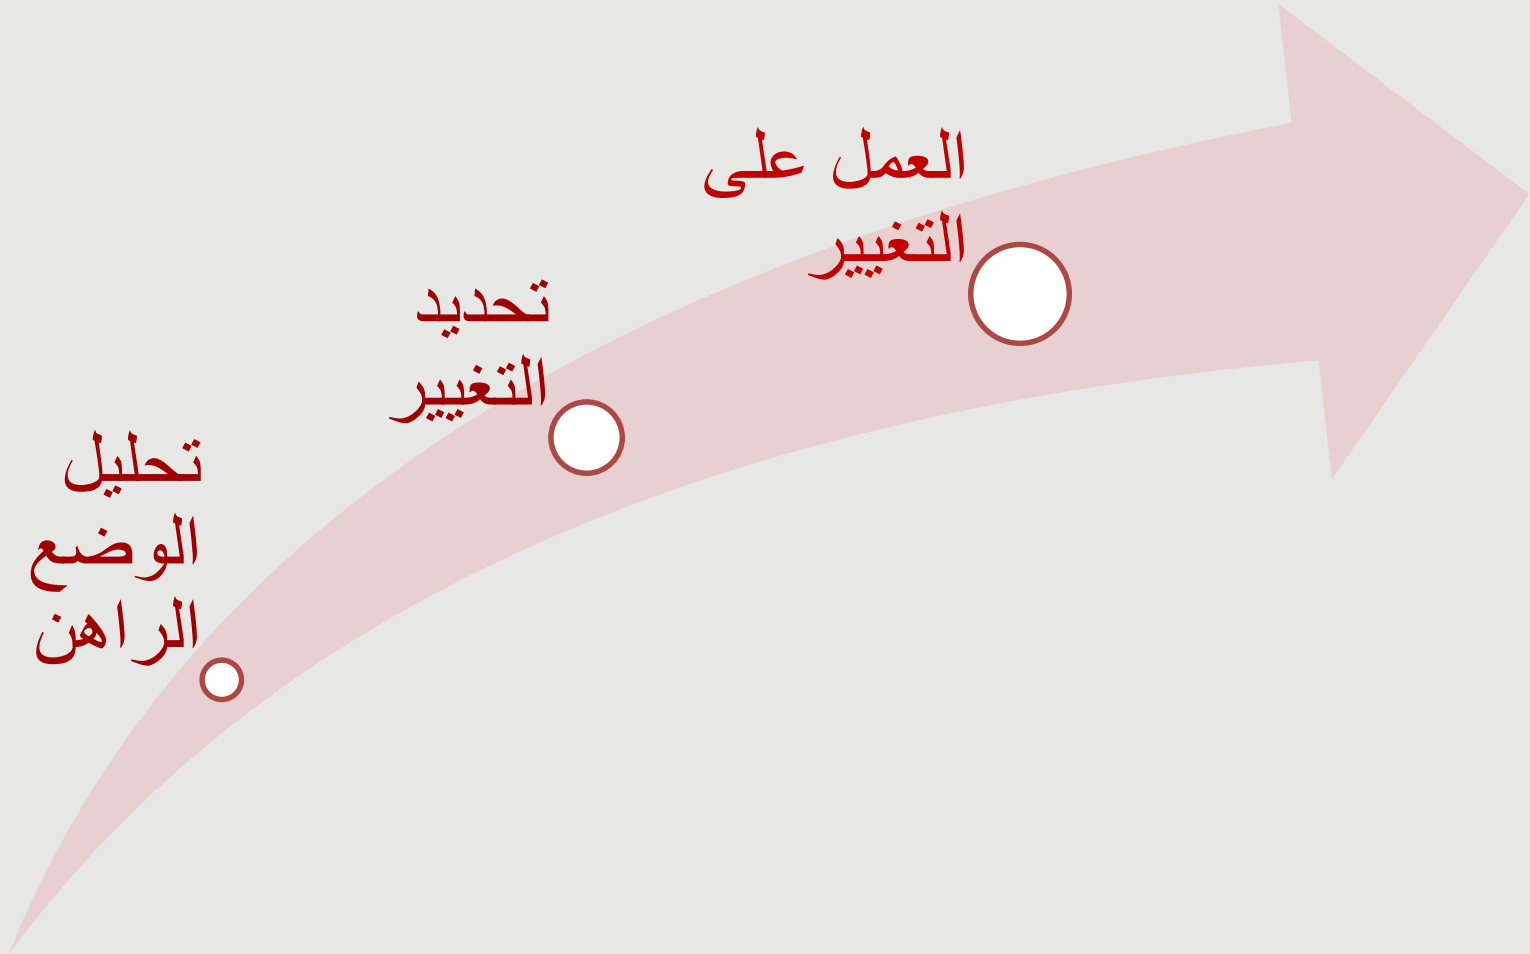 تحليل
الوضع
الراهن
تحديد
التغيير
العمل على
التغيير